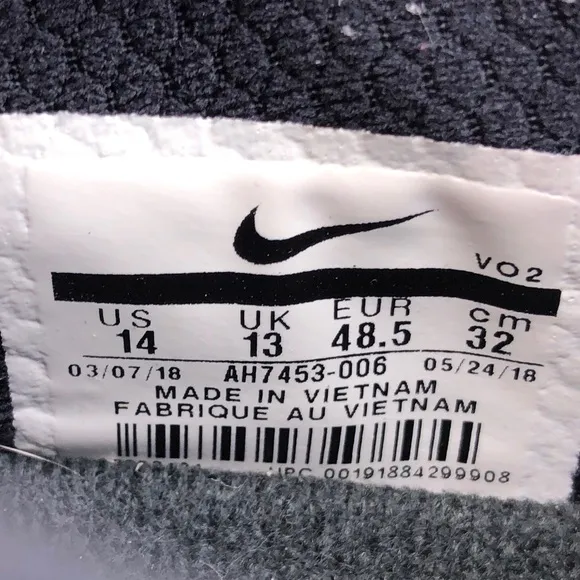 VO2
US UK EUR cm
14 13 48.5 32
03/07/18 AH7453-006 05/24/18
MADE IN VIETNAM
FABRIQUE AU VIETNAM
UPC 00191884299908